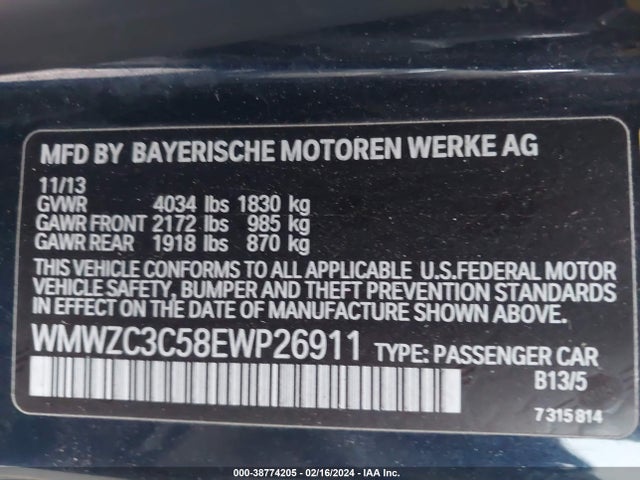 MFD BY BAYERISCHE MOTOREN WERKE AG
11/13
GVWR 4034 lbs 1830 kg
GAWR FRONT 2172 lbs 985 kg
GAWR REAR 1918 lbs 870 kg
THIS VEHICLE CONFORMS TO ALL APPLICABLE U.S.FEDERAL MOTOR
VEHICLE SAFETY, BUMPER AND THEFT PREVENTION STANDARDS
IN EFFECT ON THE DATE OF MANUFACTURE SHOWN ABOVE.
WMWZC3C58EWP26911 TYPE: PASSENGER CAR
B13/5
7 315 814
000-38774205 - 02/16/2024 - IAA Inc.